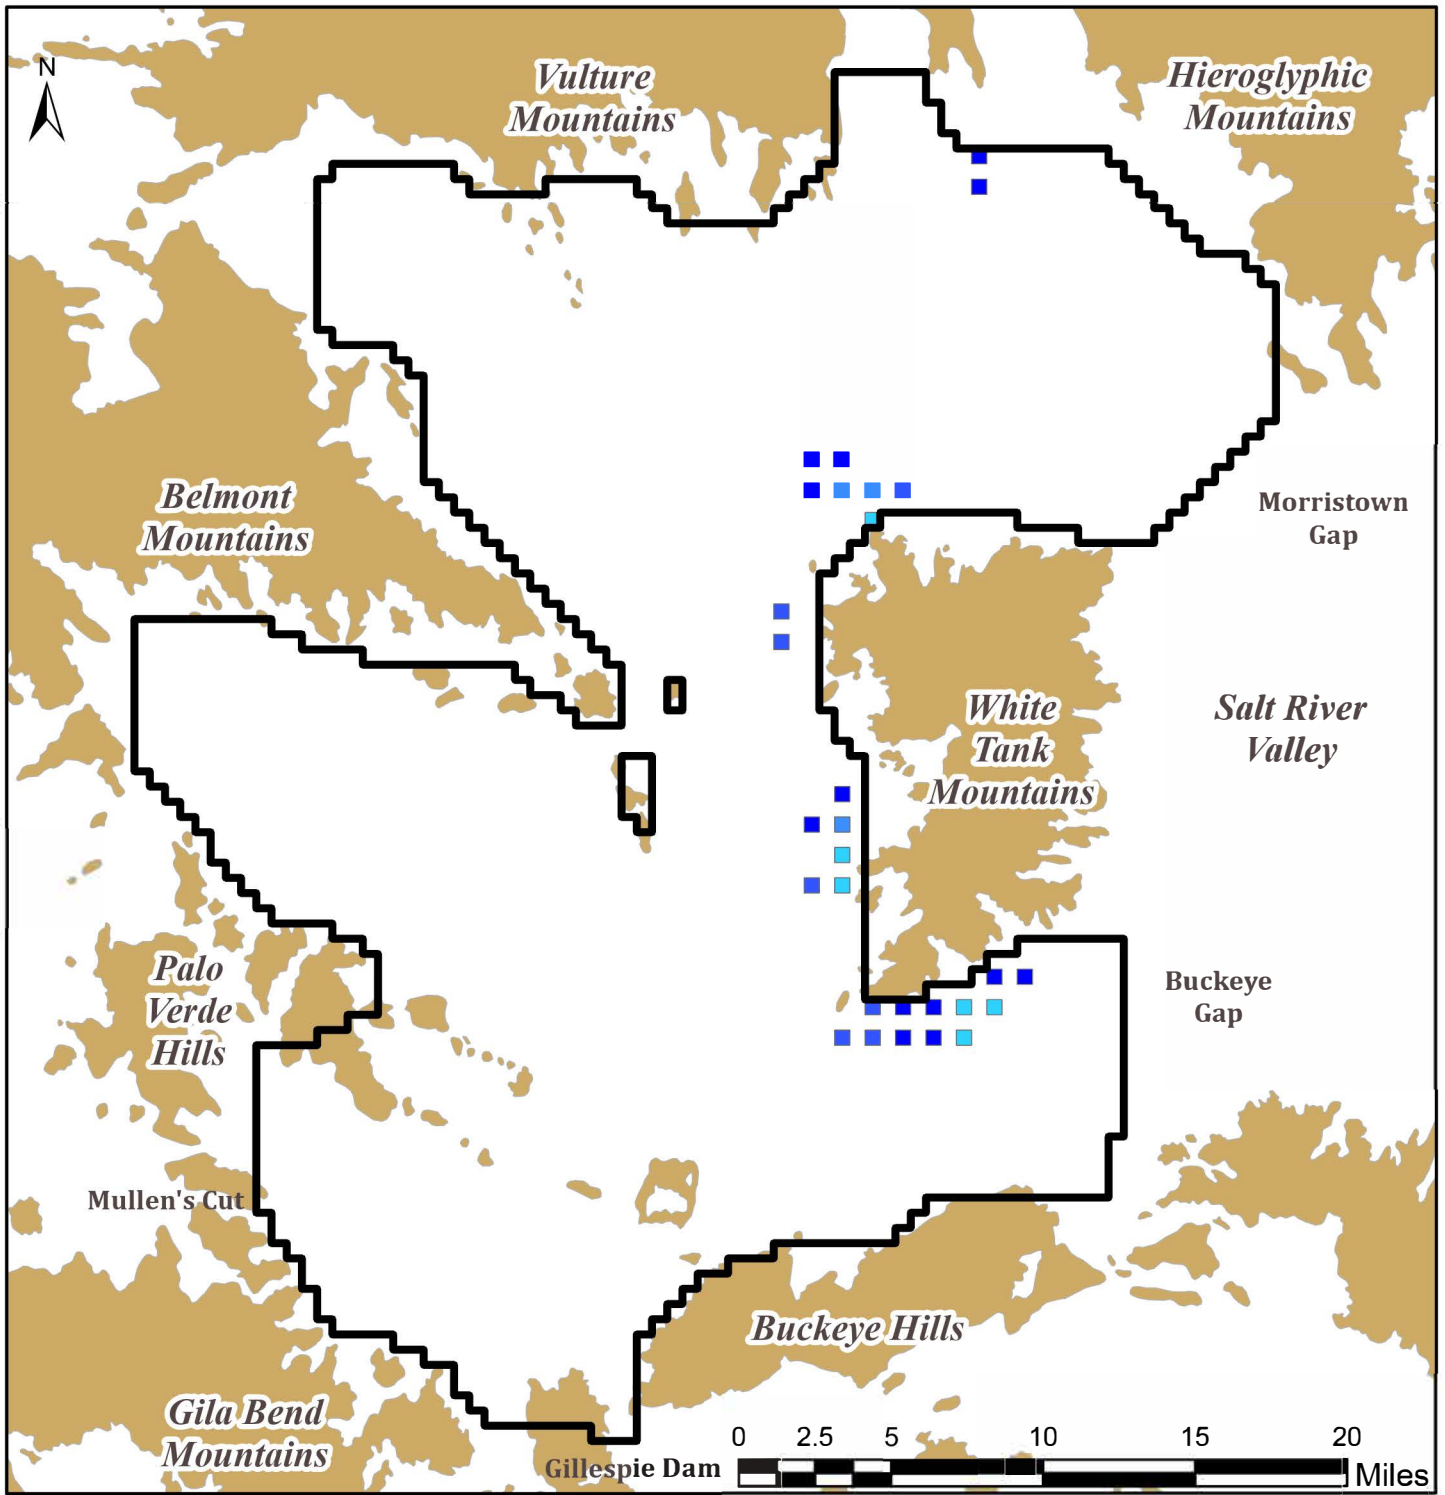 N
Vulture
Mountains
Hieroglyphic
Mountains
Belmont
Mountains
Morristown
Gap
White
Tank
Mountains
Salt River
Valley
Palo
Verde
Hills
Buckeye
Gap
Mullen's Cut
Buckeye Hills
Gila Bend
Mountains
Gillespie Dam
0 2.5 5 10 15 20
Miles